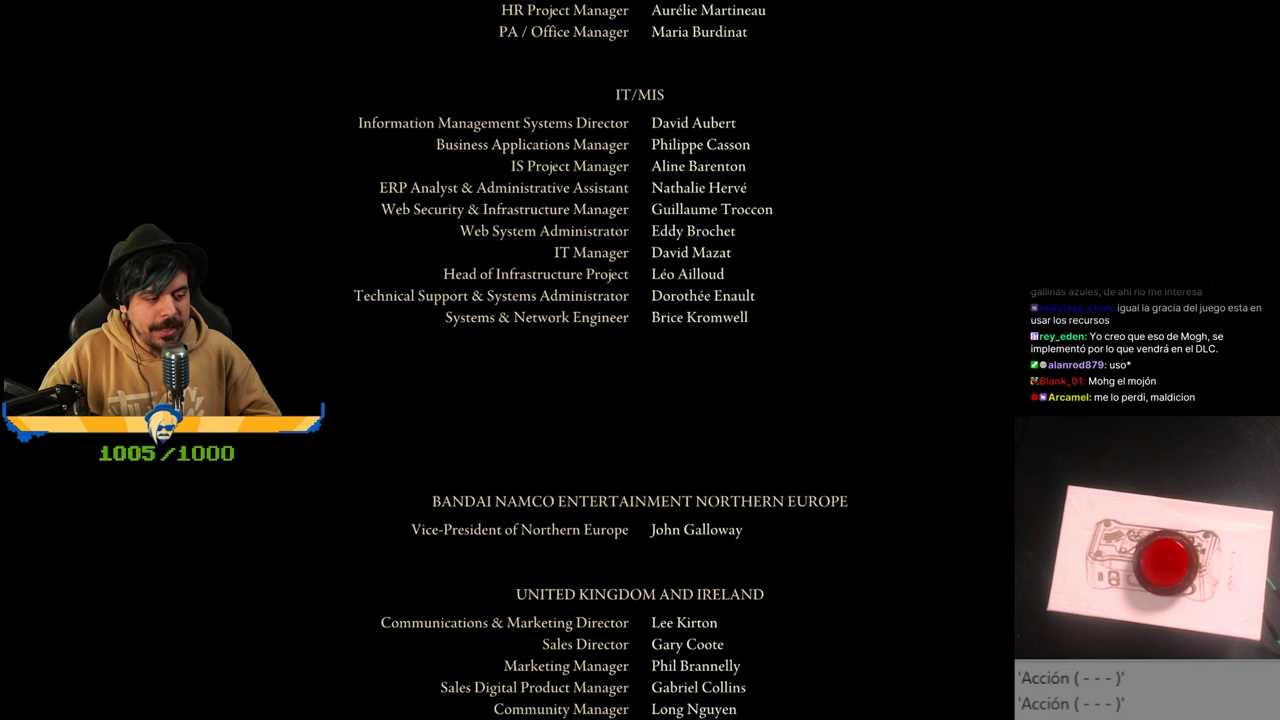 HR Project Manager Aurélie Martineau
PA / Office Manager Maria Burdinat
IT/MIS
Information Management Systems Director David Aubert
Business Applications Manager Philippe Casson
IS Project Manager Aline Barenton
ERP Analyst & Administrative Assistant Nathalie Hervé
Web Security & Infrastructure Manager Guillaume Troccon
Web System Administrator Eddy Brochet
IT Manager David Mazat
Head of Infrastructure Project Léo Ailloud
Technical Support & Systems Administrator Dorothée Enault
Systems & Network Engineer Brice Kromwell
BANDAI NAMCO ENTERTAINMENT NORTHERN EUROPE
Vice-President of Northern Europe John Galloway
UNITED KINGDOM AND IRELAND
Communications & Marketing Director Lee Kirton
Sales Director Gary Coote
Marketing Manager Phil Brannelly
Sales Digital Product Manager Gabriel Collins
Community Manager Long Nguyen
1005/1000
gallinas azules, de ahi no me interesa
igual la gracia del juego esta en
usar los recursos
rey_eden: Yo creo que eso de Mogh, se
implementó por lo que vendrá en el DLC.
alanrod879: uso*
Blank_01: Mohg el mojón
Arcamel: me lo perdi, maldicion
'Acción ( - - - )'
'Acción ( - - - )'